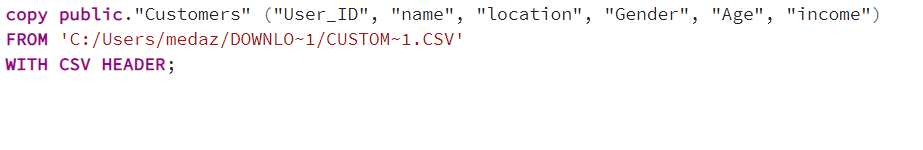 copy public."Customers" ("User_ID", "name", "location", "Gender", "Age", "income")
FROM 'C:/Users/medaz/DOWNLO~1/CUSTOM~1.CSV'
WITH CSV HEADER;